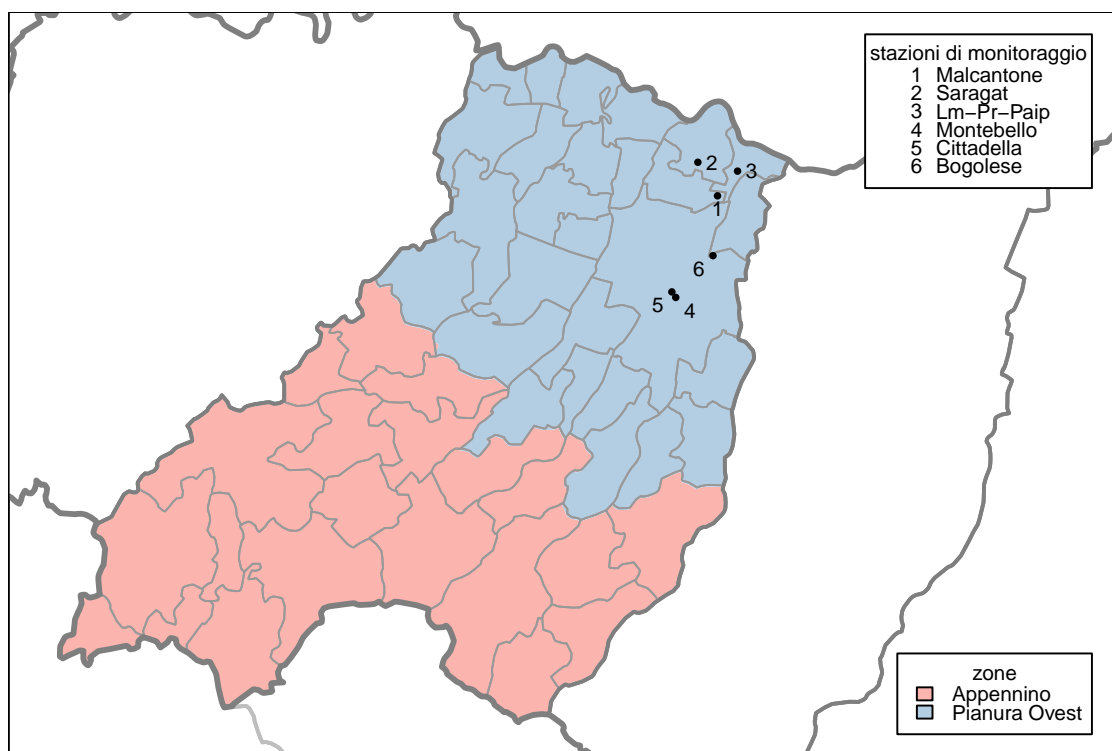 stazioni di monitoraggio
1 Malcantone
2 Saragat
3 Lm−Pr−Paip
4 Montebello
5 Cittadella
6 Bogolese
2
3
1
6
5
4
zone
Appennino
Pianura Ovest